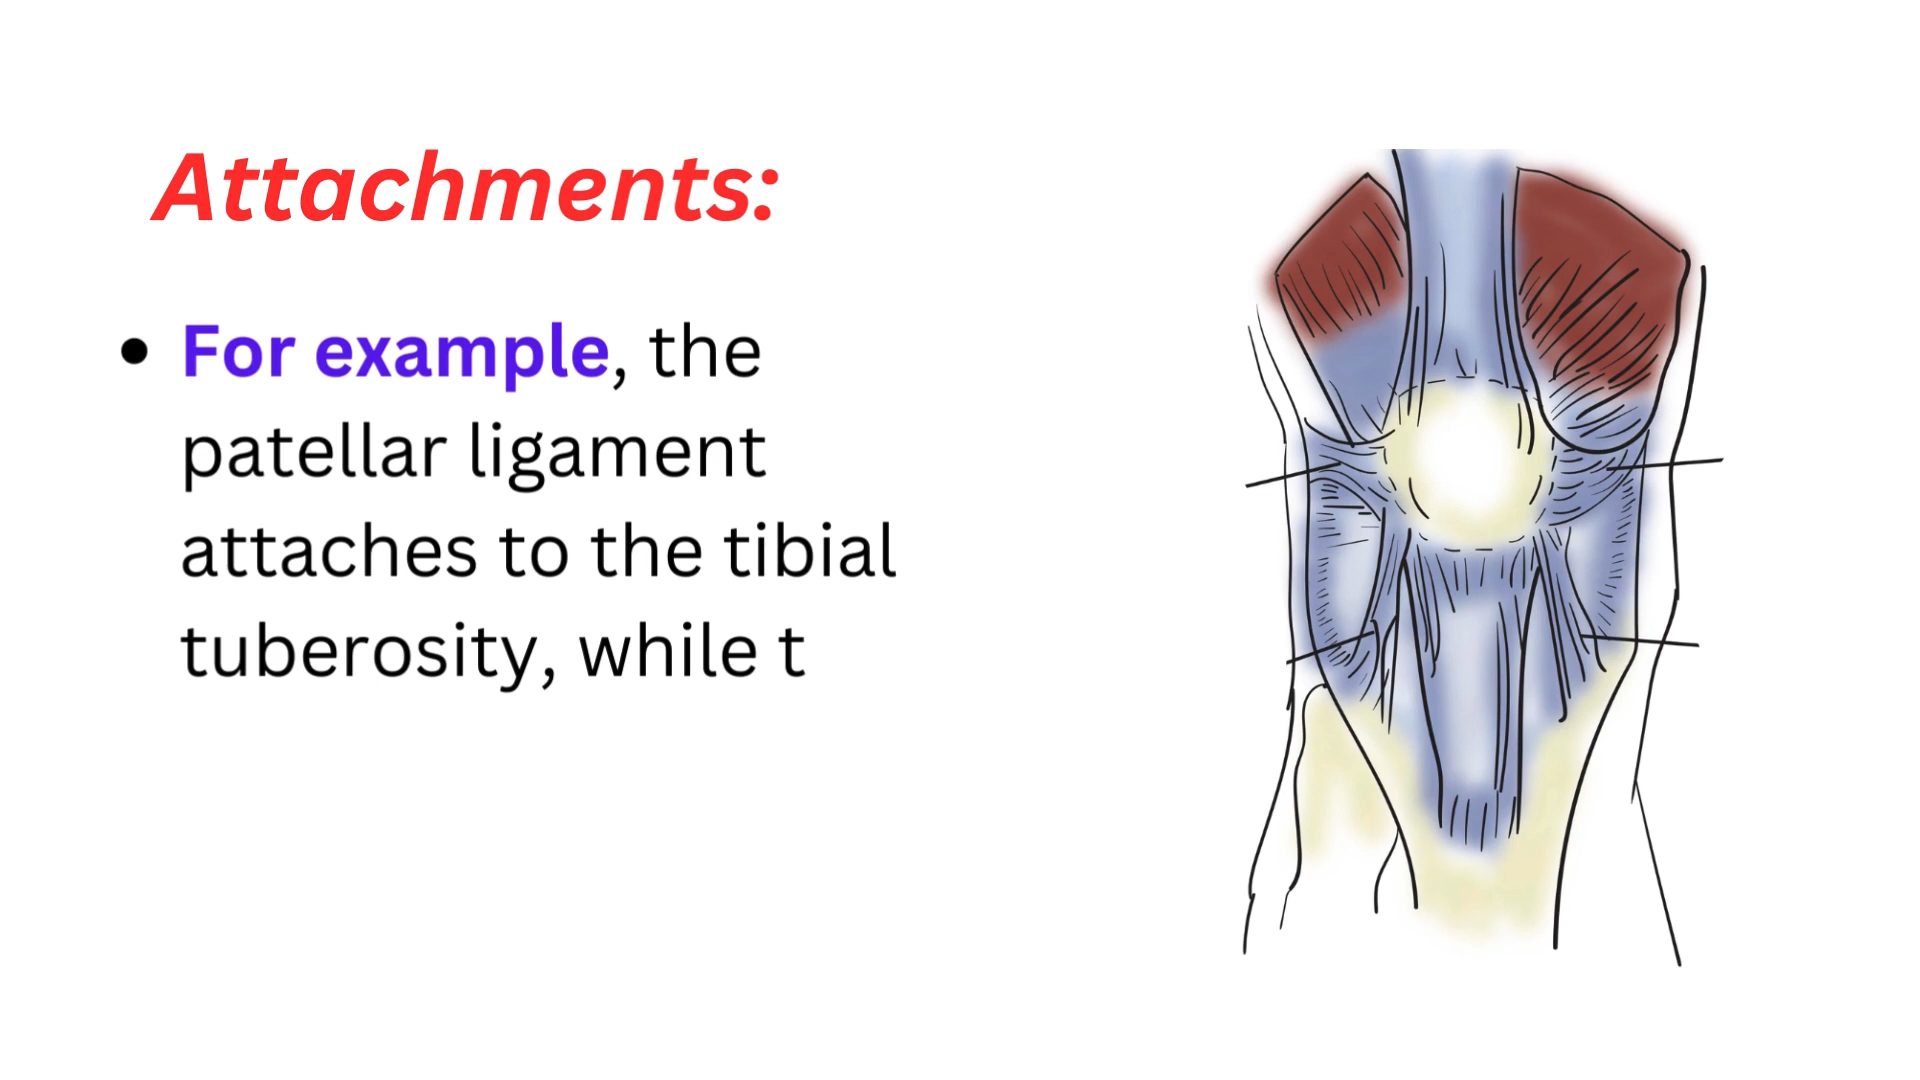 Attachments:
• For example, the
patellar ligament
attaches to the tibial
tuberosity, while t